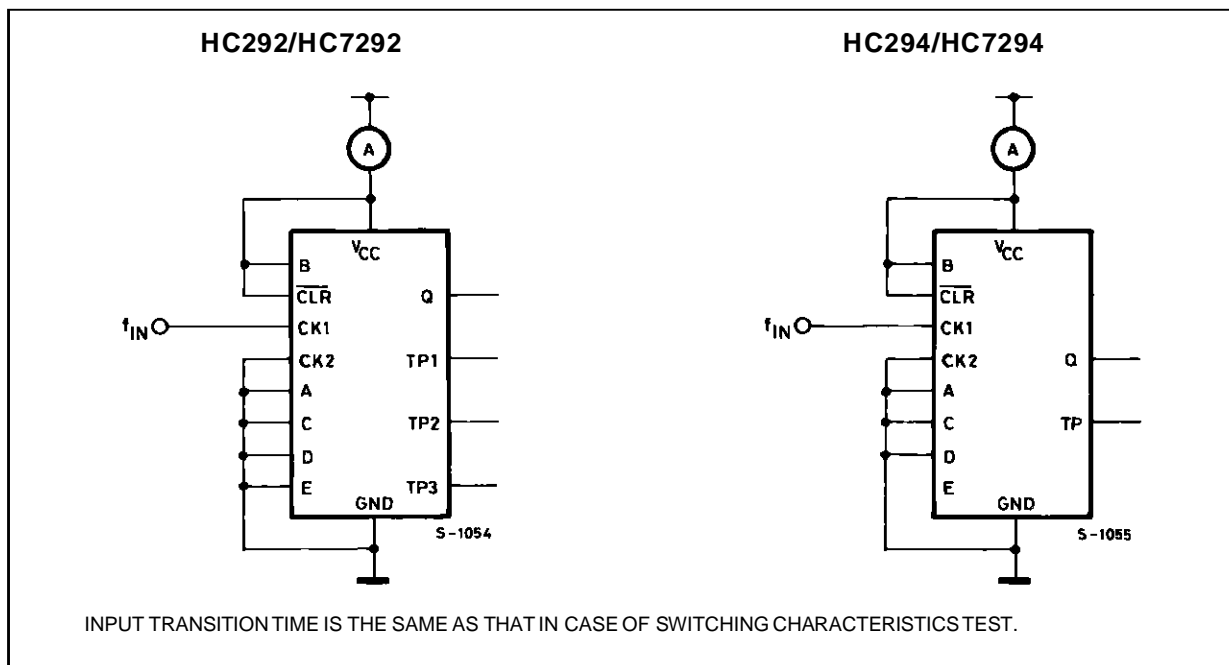 HC292/HC7292
A
VCC
B
CLR
Q
fIN
CK1
CK2
TP1
A
C
TP2
D
E
TP3
GND
S-1054
HC294/HC7294
A
VCC
B
CLR
fIN
CK1
CK2
Q
A
C
TP
D
E
GND
S-1055
INPUT TRANSITION TIME IS THE SAME AS THAT IN CASE OF SWITCHING CHARACTERISTICS TEST.